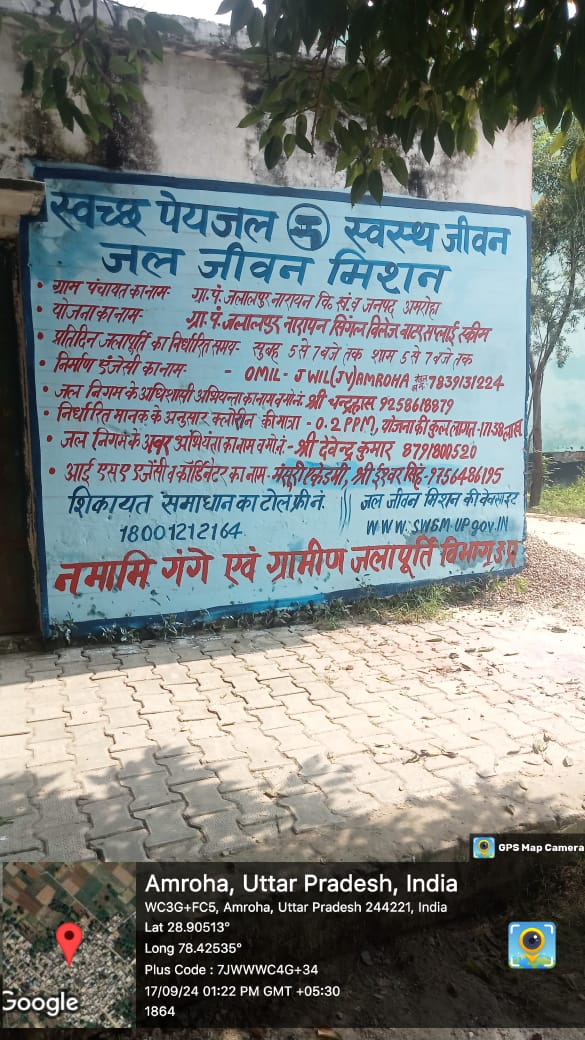 स्वच्छ पेयजल स्वस्थ जीवन
जल जीवन मिशन
• ग्राम पंचायत का नाम- ग्रा.पं. जलालपुर नारायन वि. खं. व जनपद अमरोहा
• योजना का नाम- ग्रा.पं. जलालपुर नारायन सिंगल विलेज वाटर सप्लाई स्कीम
• प्रतिदिन जलापूर्ति का निर्धारित समय- सुबह 5 से 7 बजे तक शाम 5 से 7 बजे तक
• निर्माण एजेंसी का नाम- - OMIL-JWIL(JV)AMROHA 7839131224
• जल निगम के अधिशासी अभियन्ता का नाम व मो.नं.- श्री चन्द्रहास 9258618879
• निर्धारित मानक के अनुसार क्लोरीन की मात्रा - 0.2 PPM, योजना की कुल लागत -171.58 लाख
• जल निगम के अवर अभियंता का नाम व मो.नं.- श्री देवेन्द्र कुमार 8791800520
• आई एस ए एजेंसी व कॉर्डिनेटर का नाम- मंसूरी एकेडमी, श्री ईश्वर सिंह-9756486195
शिकायत समाधान का टोल फ्री नं. जल जीवन मिशन की वेबसाइट
18001212164 WWW.SWSM.UP.gov.IN
नमामि गंगे एवं ग्रामीण जलापूर्ति विभाग उ.प्र.
GPS Map Camera
Amroha, Uttar Pradesh, India
WC3G+FC5, Amroha, Uttar Pradesh 244221, India
Lat 28.90513°
Long 78.42535°
Plus Code : 7JWWWC4G+34
17/09/24 01:22 PM GMT +05:30
1864
Google